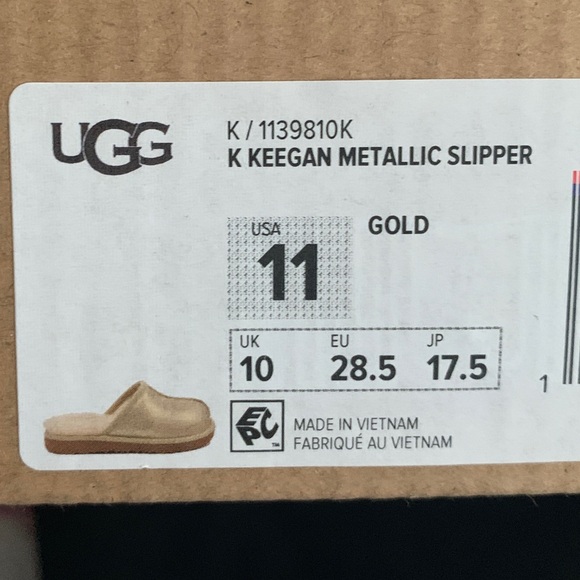 UGG
K / 1139810K
K KEEGAN METALLIC SLIPPER
USA
11
GOLD
UK EU JP
10 28.5 17.5
EPC™
MADE IN VIETNAM
FABRIQUÉ AU VIETNAM
1